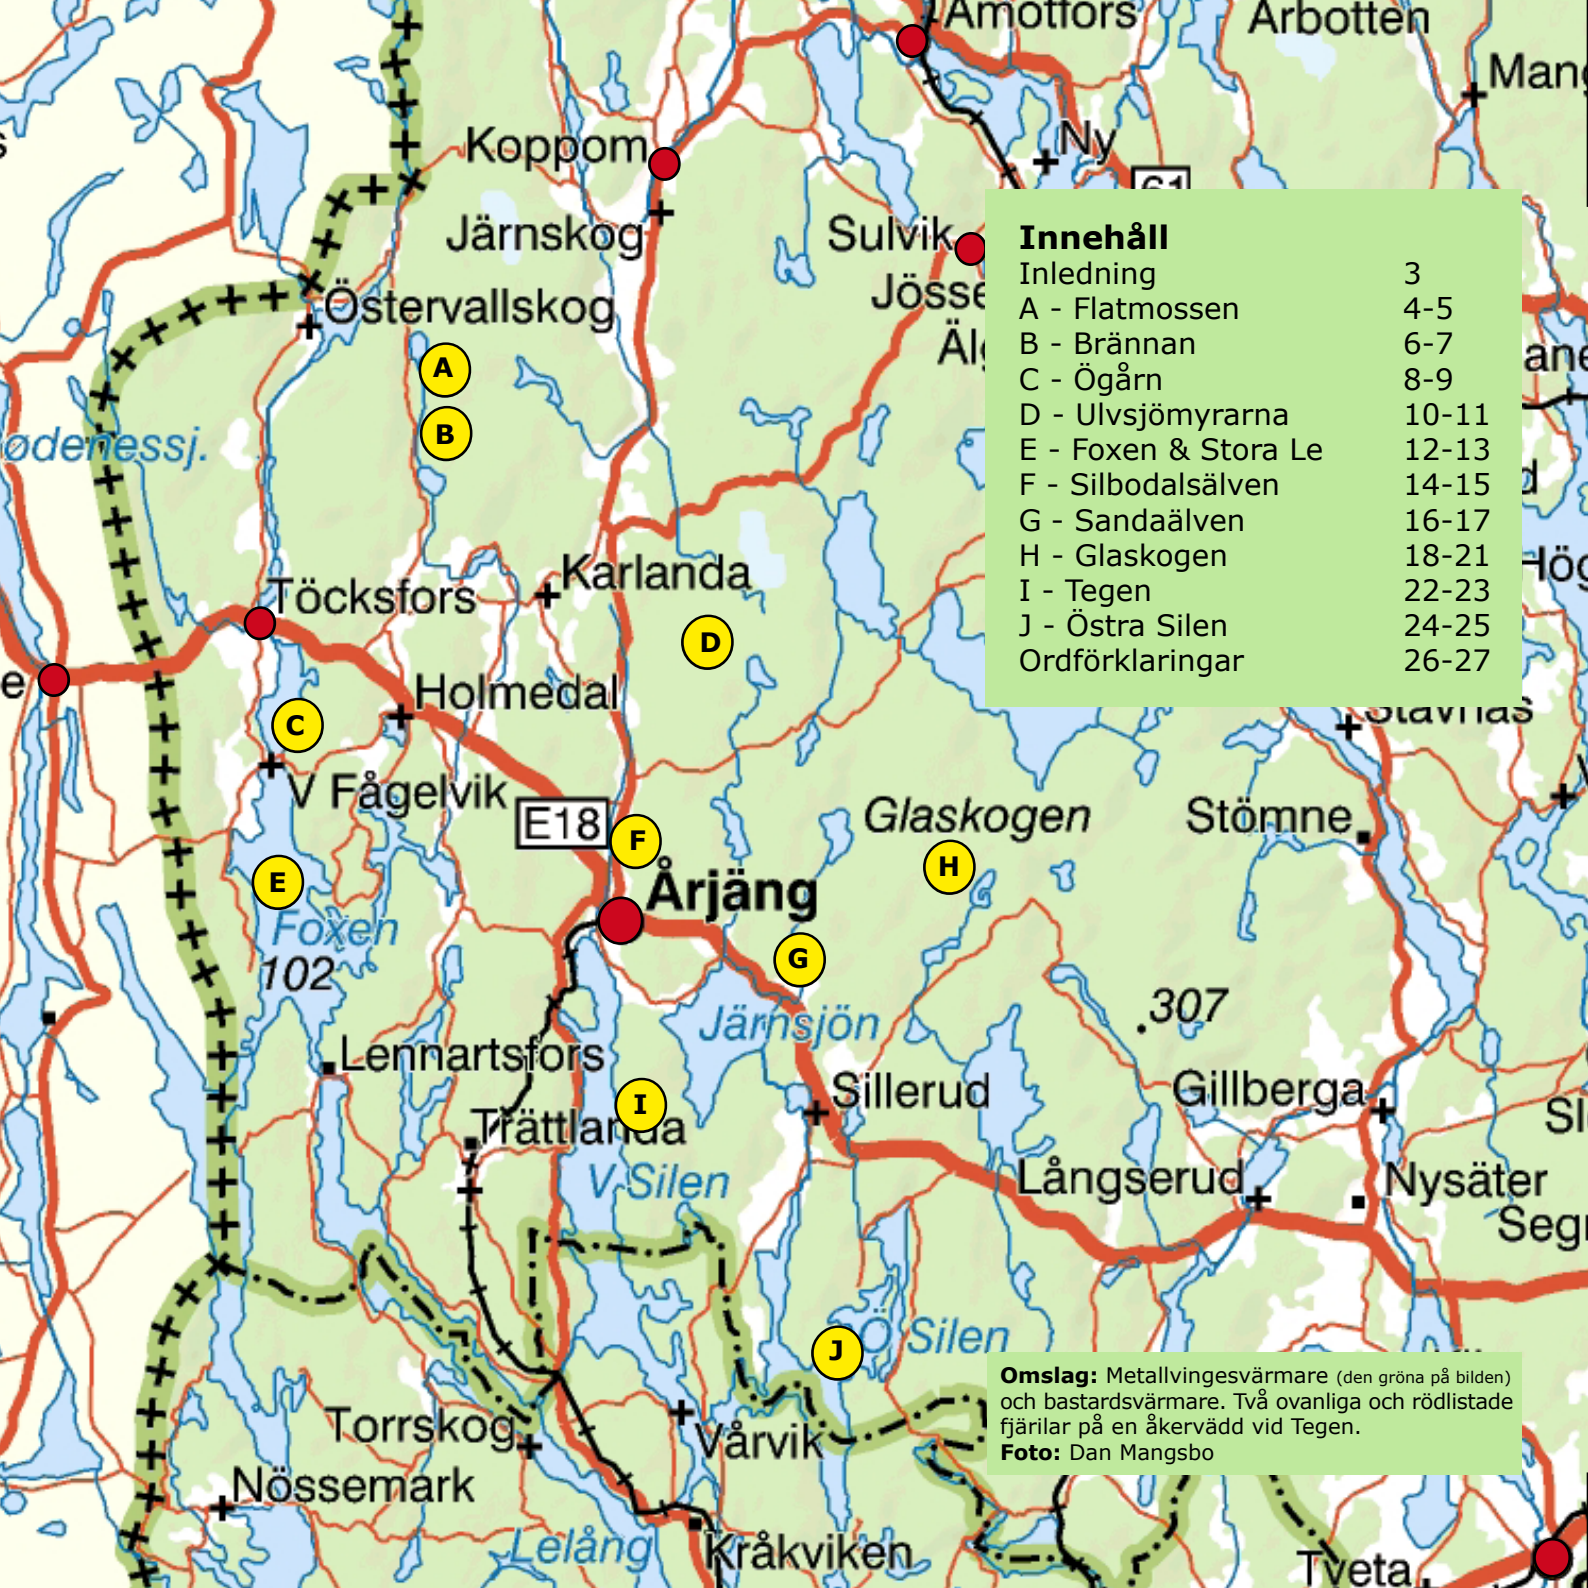 Åmotfors
Arbotten
Koppom
Ny
61
Järnskog
Sulvik
Östervallskog
A
B
Karlanda
Töcksfors
D
Holmedal
C
V Fågelvik
E18
F
Glaskogen
Stömne
H
E
Årjäng
Foxen
102
G
Järnsjön
307
Lennartsfors
I
Sillerud
Gillberga
Trättlanda
V Silen
Långserud
Nysäter
J
Ö Silen
Torrskog
Vårvik
Nössemark
Lelång
Kråkviken
Tveta
Stavnäs
Innehåll
Inledning 3
A - Flatmossen 4-5
B - Brännan 6-7
C - Ögårn 8-9
D - Ulvsjömyrarna 10-11
E - Foxen & Stora Le 12-13
F - Silbodalsälven 14-15
G - Sandaälven 16-17
H - Glaskogen 18-21
I - Tegen 22-23
J - Östra Silen 24-25
Ordförklaringar 26-27
Omslag: Metallvingesvärmare (den gröna på bilden)
och bastardsvärmare. Två ovanliga och rödlistade
fjärilar på en åkervädd vid Tegen.
Foto: Dan Mangsbo